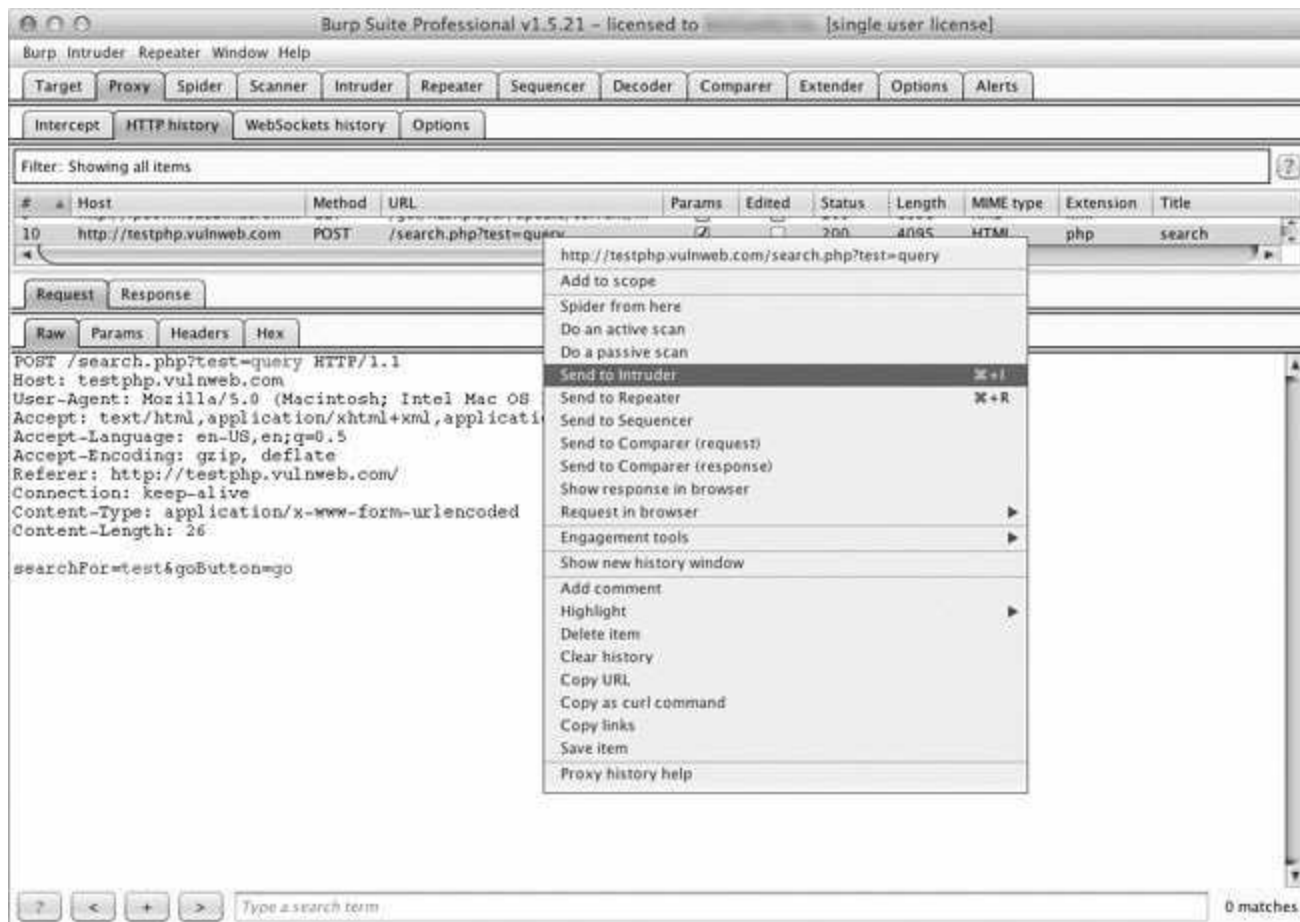 Burp Suite Professional v1.5.21 – licensed to [single user license]
Burp Intruder Repeater Window Help
Target Proxy Spider Scanner Intruder Repeater Sequencer Decoder Comparer Extender Options Alerts
Intercept HTTP history WebSockets history Options
Filter: Showing all items ?
# Host Method URL Params Edited Status Length MIME type Extension Title
10 http://testphp.vulnweb.com POST /search.php?test=query 200 4095 HTML php search
Request Response
Raw Params Headers Hex
POST /search.php?test=query HTTP/1.1
Host: testphp.vulnweb.com
User-Agent: Mozilla/5.0 (Macintosh; Intel Mac OS
Accept: text/html,application/xhtml+xml,applicati
Accept-Language: en-US,en;q=0.5
Accept-Encoding: gzip, deflate
Referer: http://testphp.vulnweb.com/
Connection: keep-alive
Content-Type: application/x-www-form-urlencoded
Content-Length: 26
searchFor=test&goButton=go
http://testphp.vulnweb.com/search.php?test=query
Add to scope
Spider from here
Do an active scan
Do a passive scan
Send to Intruder ⌘+I
Send to Repeater ⌘+R
Send to Sequencer
Send to Comparer (request)
Send to Comparer (response)
Show response in browser
Request in browser
Engagement tools
Show new history window
Add comment
Highlight
Delete item
Clear history
Copy URL
Copy as curl command
Copy links
Save item
Proxy history help
? < + > Type a search term 0 matches